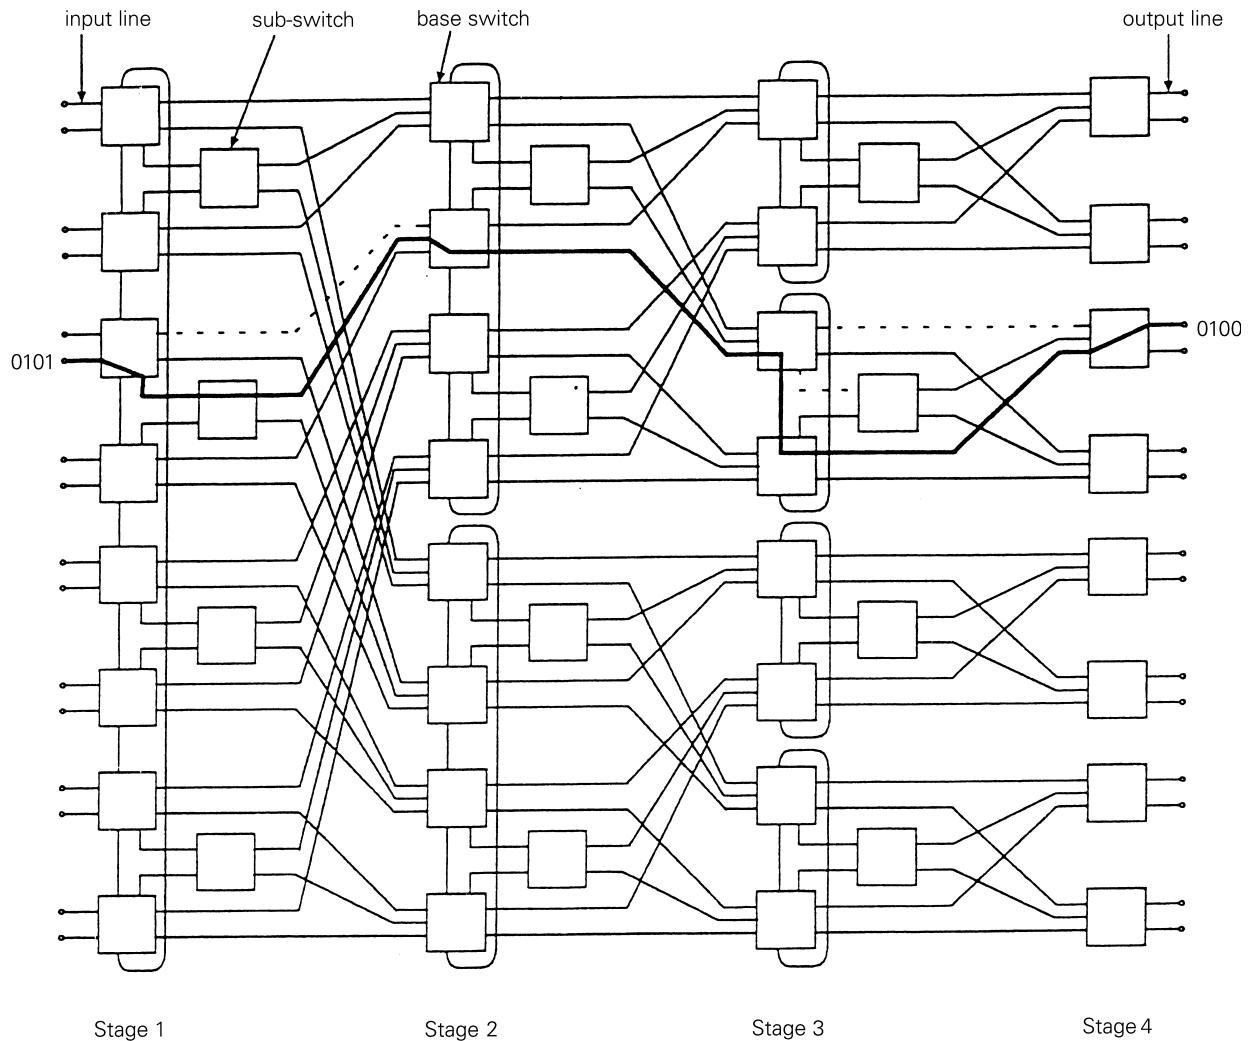 input line
sub-switch
base switch
output line
0101
0100
Stage 1
Stage 2
Stage 3
Stage 4